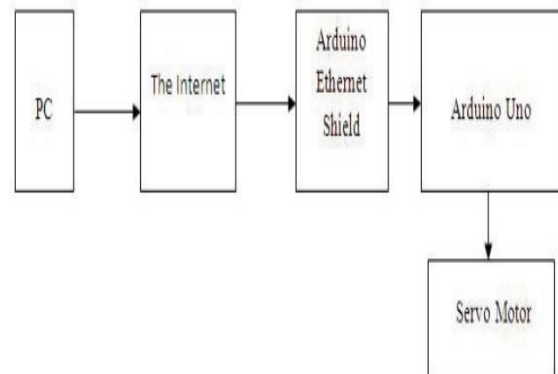 PC
The Internet
Arduino
Ethernet
Shield
Arduino Uno
Servo Motor